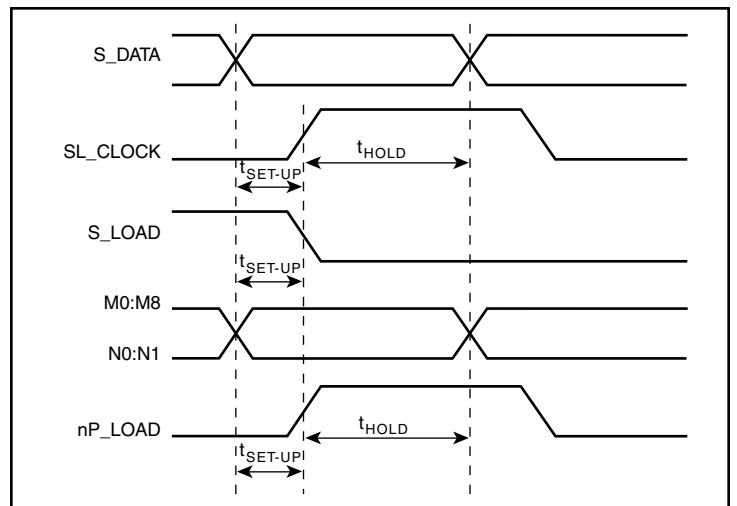 S_DATA
SL_CLOCK
tHOLD
tSET-UP
S_LOAD
tSET-UP
M0:M8
N0:N1
nP_LOAD
tHOLD
tSET-UP